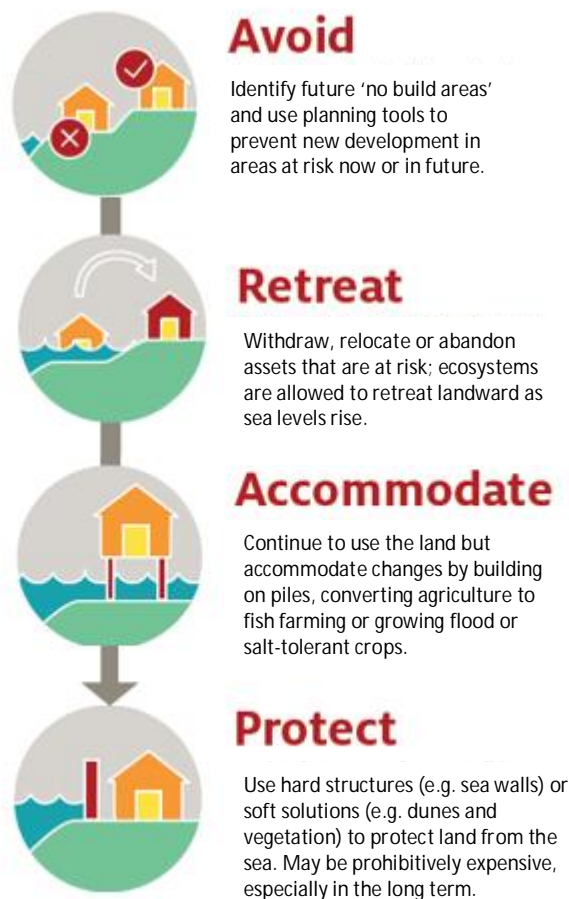 Avoid
Identify future ‘no build areas’
and use planning tools to
prevent new development in
areas at risk now or in future.
Retreat
Withdraw, relocate or abandon
assets that are at risk; ecosystems
are allowed to retreat landward as
sea levels rise.
Accommodate
Continue to use the land but
accommodate changes by building
on piles, converting agriculture to
fish farming or growing flood or
salt-tolerant crops.
Protect
Use hard structures (e.g. sea walls) or
soft solutions (e.g. dunes and
vegetation) to protect land from the
sea. May be prohibitively expensive,
especially in the long term.